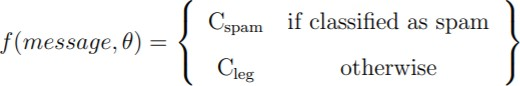 f(message, θ) = { C_spam if classified as spam
C_leg otherwise }